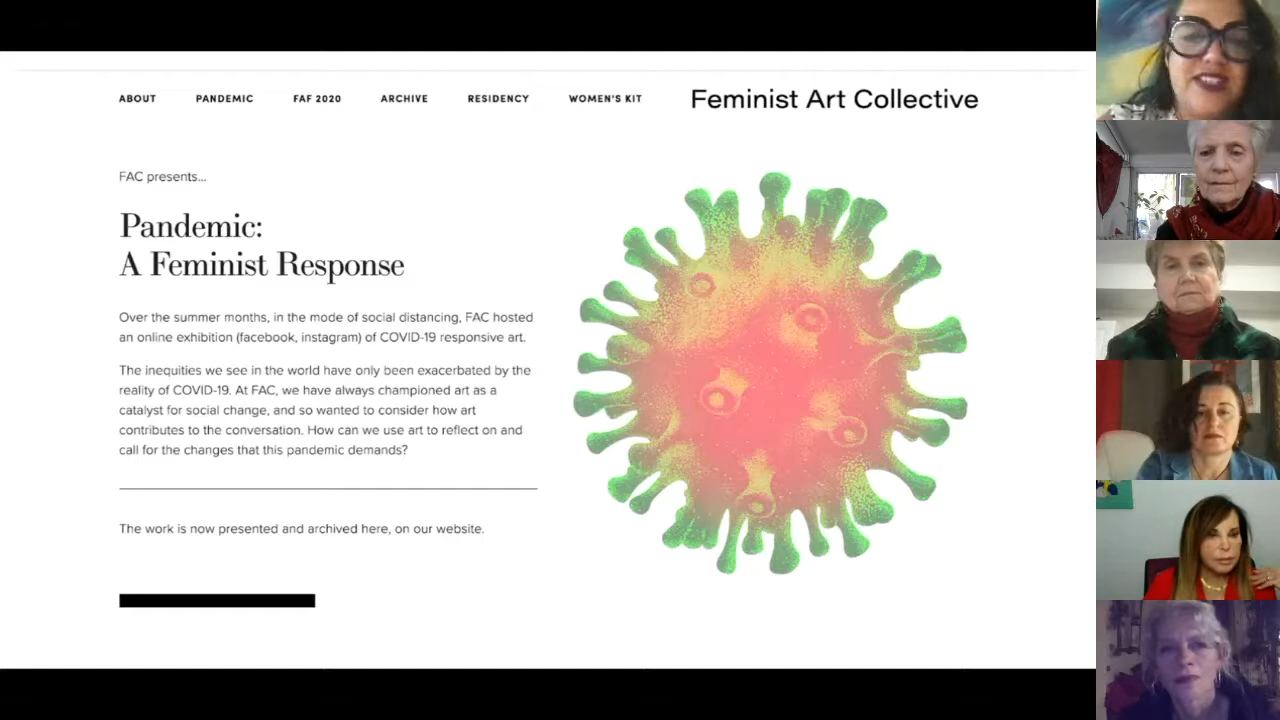 ABOUT PANDEMIC FAF 2020 ARCHIVE RESIDENCY WOMEN'S KIT Feminist Art Collective
FAC presents...
Pandemic:
A Feminist Response
Over the summer months, in the mode of social distancing, FAC hosted
an online exhibition (facebook, instagram) of COVID-19 responsive art.
The inequities we see in the world have only been exacerbated by the
reality of COVID-19. At FAC, we have always championed art as a
catalyst for social change, and so wanted to consider how art
contributes to the conversation. How can we use art to reflect on and
call for the changes that this pandemic demands?
The work is now presented and archived here, on our website.